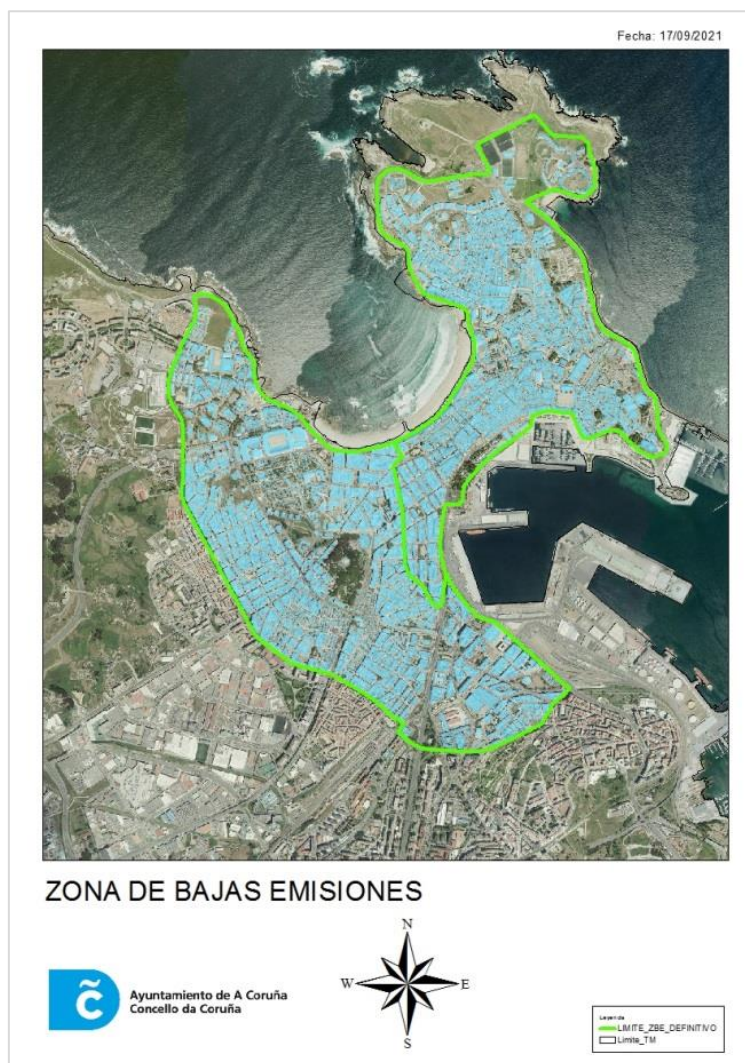 Fecha: 17/09/2021
ZONA DE BAJAS EMISIONES
N
W
E
S
Ayuntamiento de A Coruña
Concello da Coruña
Leyenda
LIMITE_ZBE_DEFINITIVO
Limite_TM